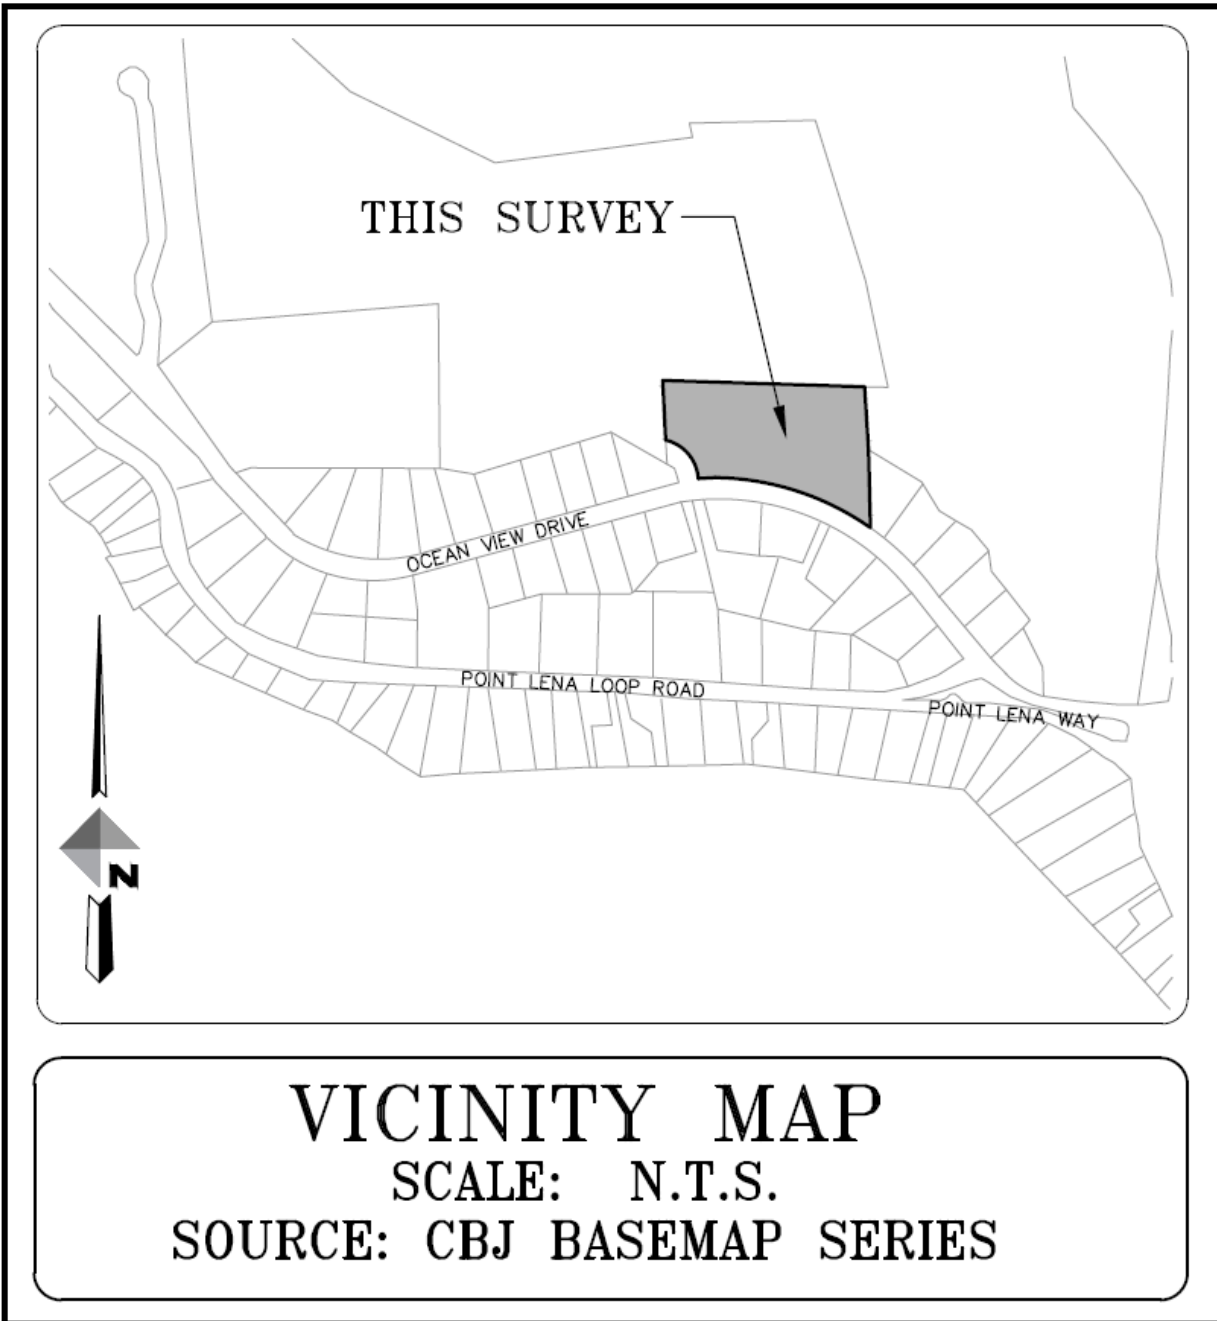 THIS SURVEY
OCEAN VIEW DRIVE
POINT LENA LOOP ROAD
POINT LENA WAY
N
VICINITY MAP
SCALE: N.T.S.
SOURCE: CBJ BASEMAP SERIES